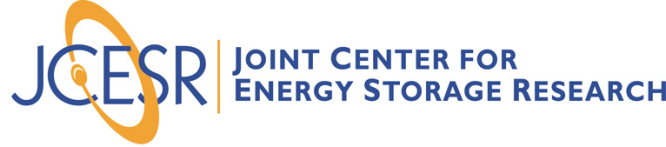 JCESR
JOINT CENTER FOR
ENERGY STORAGE RESEARCH